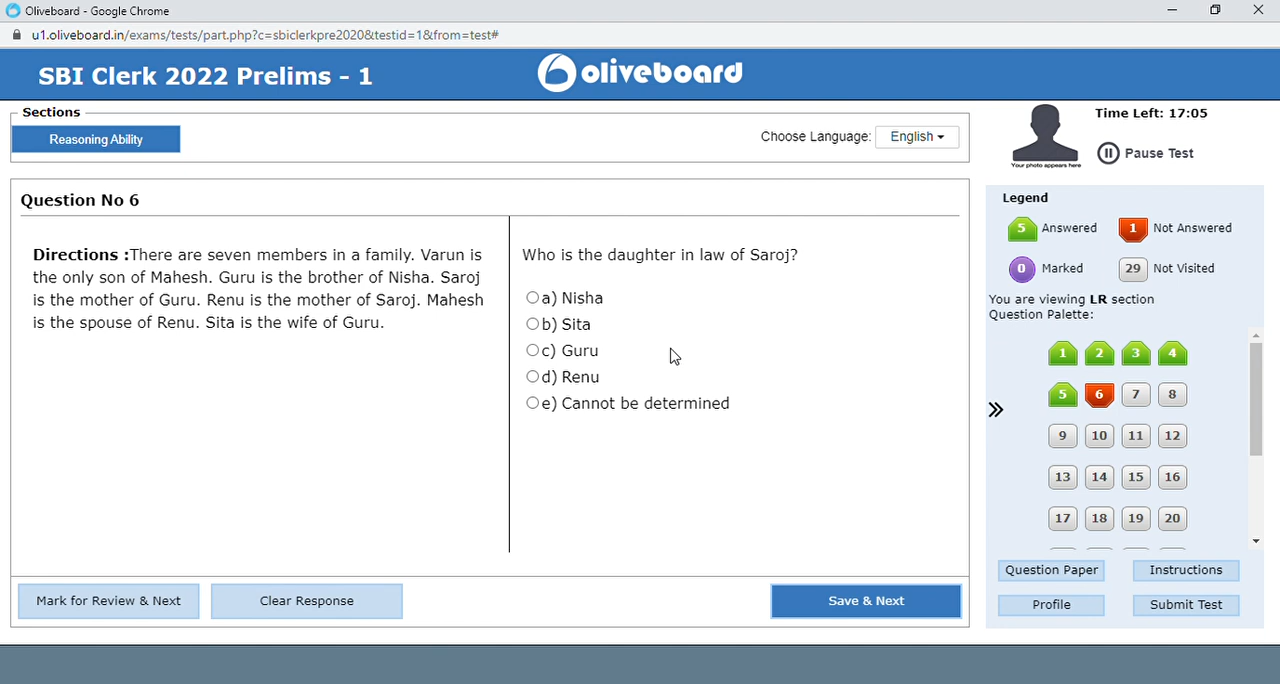 Oliveboard - Google Chrome
u1.oliveboard.in/exams/tests/part.php?c=sbiclerkpre2020&testid=1&from=test#
SBI Clerk 2022 Prelims - 1
oliveboard
Sections
Reasoning Ability
Choose Language: English
Your photo appears here
Time Left: 17:05
Pause Test
Question No 6
Directions :There are seven members in a family. Varun is
the only son of Mahesh. Guru is the brother of Nisha. Saroj
is the mother of Guru. Renu is the mother of Saroj. Mahesh
is the spouse of Renu. Sita is the wife of Guru.
Who is the daughter in law of Saroj?
a) Nisha
b) Sita
c) Guru
d) Renu
e) Cannot be determined
Legend
5 Answered 1 Not Answered
0 Marked 29 Not Visited
You are viewing LR section
Question Palette:
1 2 3 4
5 6 7 8
9 10 11 12
13 14 15 16
17 18 19 20
Question Paper Instructions
Profile Submit Test
Mark for Review & Next Clear Response Save & Next